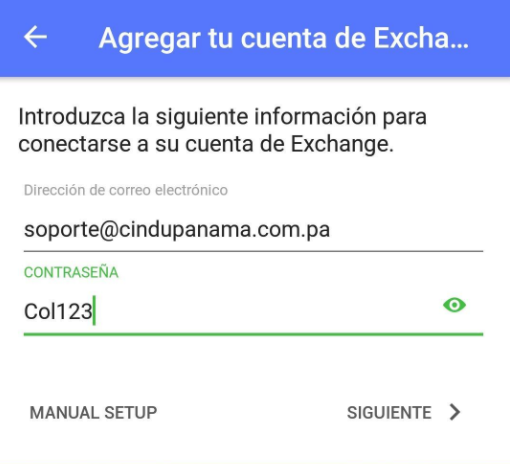 Agregar tu cuenta de Excha...
Introduzca la siguiente información para
conectarse a su cuenta de Exchange.
Dirección de correo electrónico
soporte@cindupanama.com.pa
CONTRASEÑA
Col123
MANUAL SETUP SIGUIENTE